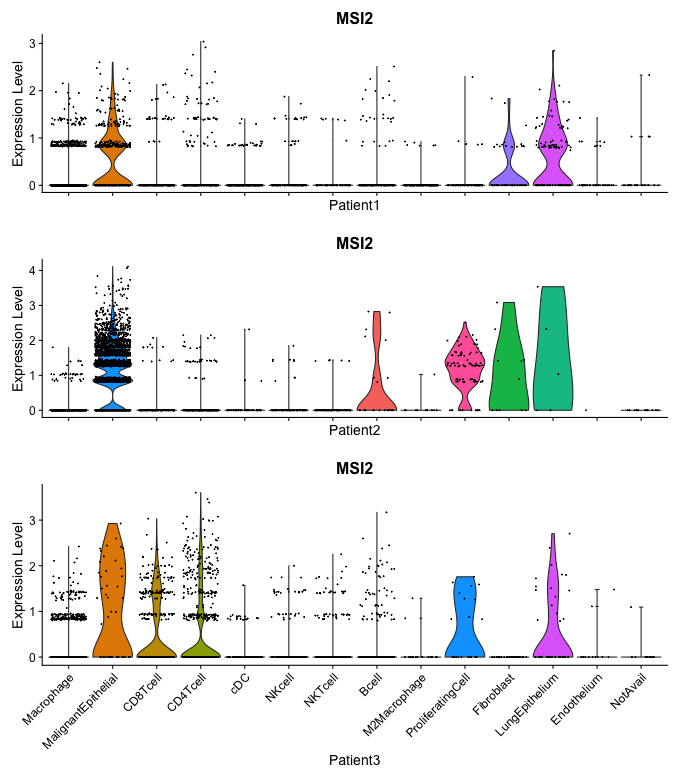 MSI2
Expression Level
3
2
1
0
Patient1
MSI2
Expression Level
4
3
2
1
0
Patient2
MSI2
Expression Level
3
2
1
0
Macrophage
MalignantEpithelial
CD8Tcell
CD4Tcell
cDC
NKcell
NKTcell
Bcell
M2Macrophage
ProliferatingCell
Fibroblast
LungEpithelium
Endothelium
NotAvail
Patient3